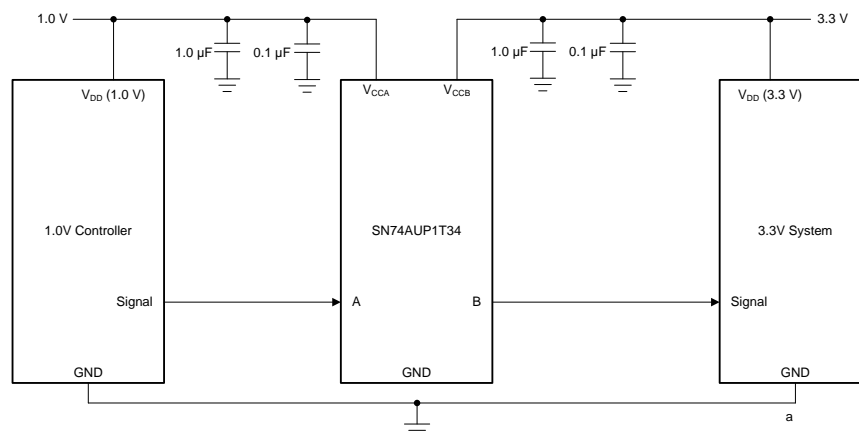 1.0 V
3.3 V
1.0 µF
0.1 µF
1.0 µF
0.1 µF
VDD (1.0 V)
VCCA
VCCB
VDD (3.3 V)
1.0V Controller
SN74AUP1T34
3.3V System
Signal
A
B
Signal
GND
GND
GND
a